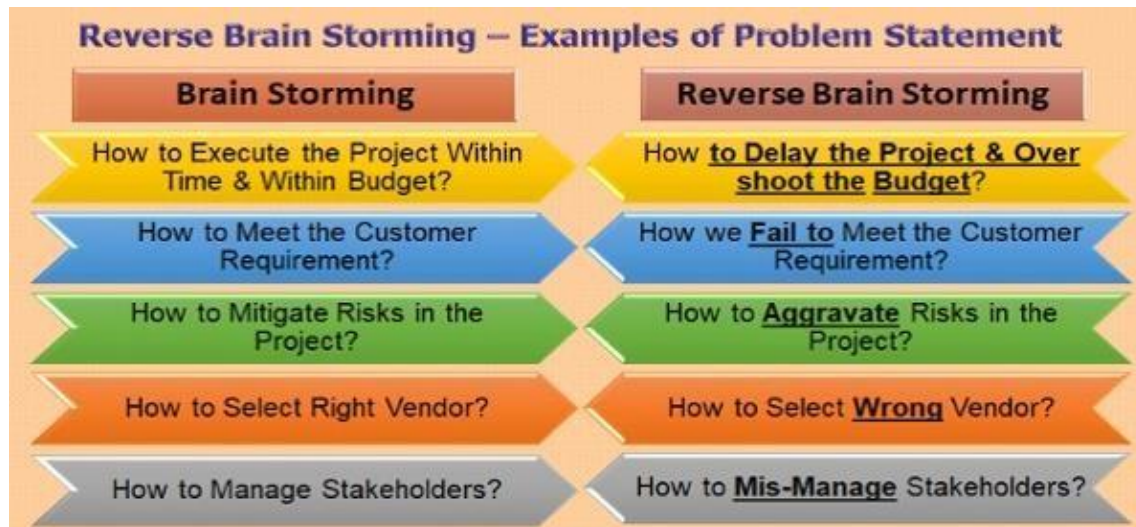 Reverse Brain Storming – Examples of Problem Statement
Brain Storming
Reverse Brain Storming
How to Execute the Project Within
Time & Within Budget?
How to Delay the Project & Over
shoot the Budget?
How to Meet the Customer
Requirement?
How we Fail to Meet the Customer
Requirement?
How to Mitigate Risks in the
Project?
How to Aggravate Risks in the
Project?
How to Select Right Vendor?
How to Select Wrong Vendor?
How to Manage Stakeholders?
How to Mis-Manage Stakeholders?